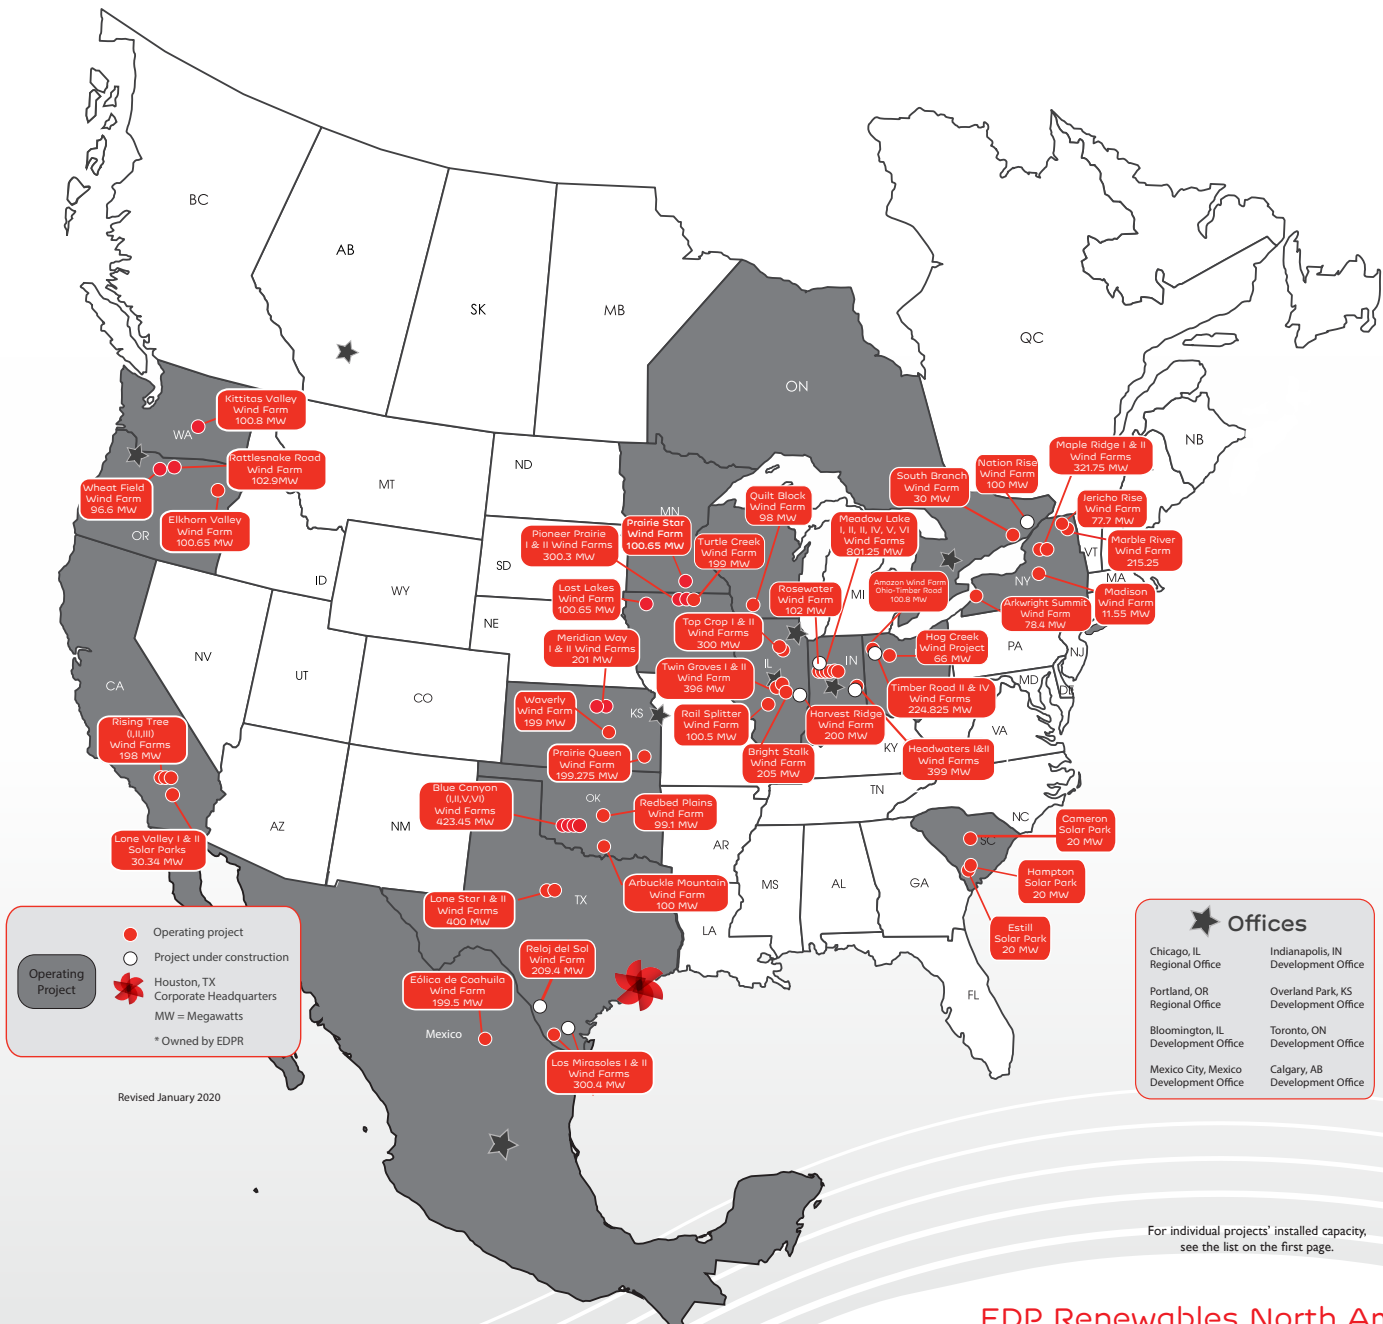 BC
AB
SK
MB
ON
QC
NB
Kittitas Valley
Wind Farm
100.8 MW
WA
Rattlesnake Road
Wind Farm
102.9MW
Wheat Field
Wind Farm
96.6 MW
OR
Elkhorn Valley
Wind Farm
100.65 MW
MT
ND
SD
ID
WY
NE
NV
UT
CO
CA
AZ
NM
MN
Pioneer Prairie
I & II Wind Farms
300.3 MW
Prairie Star
Wind Farm
100.65 MW
Turtle Creek
Wind Farm
199 MW
Lost Lakes
Wind Farm
100.65 MW
Meridian Way
I & II Wind Farms
201 MW
Quilt Block
Wind Farm
98 MW
Meadow Lake
I, II, II, IV, V, VI
Wind Farms
801.25 MW
Rosewater
Wind Farm
102 MW
MI
Amazon Wind Farm
Ohio-Timber Road
100.8 MW
South Branch
Wind Farm
30 MW
Nation Rise
Wind Farm
100 MW
Maple Ridge I & II
Wind Farms
321.75 MW
Jericho Rise
Wind Farm
77.7 MW
Marble River
Wind Farm
215.25
VT
MA
NY
Madison
Wind Farm
11.55 MW
Arkwright Summit
Wind Farm
78.4 MW
Hog Creek
Wind Project
66 MW
PA
NJ
MD
DE
VA
Top Crop I & II
Wind Farms
300 MW
IL
IN
Twin Groves I & II
Wind Farm
396 MW
Timber Road II & IV
Wind Farms
224.825 MW
Rail Splitter
Wind Farm
100.5 MW
Harvest Ridge
Wind Farm
200 MW
Bright Stalk
Wind Farm
205 MW
KY
Headwaters I&II
Wind Farms
399 MW
Waverly
Wind Farm
199 MW
KS
Prairie Queen
Wind Farm
199.275 MW
Rising Tree
(I,II,III)
Wind Farms
198 MW
Lone Valley I & II
Solar Parks
30.34 MW
Blue Canyon
(I,II,V,VI)
Wind Farms
423.45 MW
OK
Redbed Plains
Wind Farm
99.1 MW
Arbuckle Mountain
Wind Farm
100 MW
TN
NC
AR
MS
AL
GA
SC
LA
FL
Cameron
Solar Park
20 MW
Hampton
Solar Park
20 MW
Estill
Solar Park
20 MW
Lone Star I & II
Wind Farms
400 MW
TX
Reloj del Sol
Wind Farm
209.4 MW
Eólica de Coahuila
Wind Farm
199.5 MW
Mexico
Los Mirasoles I & II
Wind Farms
300.4 MW
Operating
Project
Operating project
Project under construction
Houston, TX
Corporate Headquarters
MW = Megawatts
* Owned by EDPR
Revised January 2020
Offices
Chicago, IL
Regional Office
Indianapolis, IN
Development Office
Portland, OR
Regional Office
Overland Park, KS
Development Office
Bloomington, IL
Development Office
Toronto, ON
Development Office
Mexico City, Mexico
Development Office
Calgary, AB
Development Office
For individual projects' installed capacity,
see the list on the first page.
EDP Renewables North Am